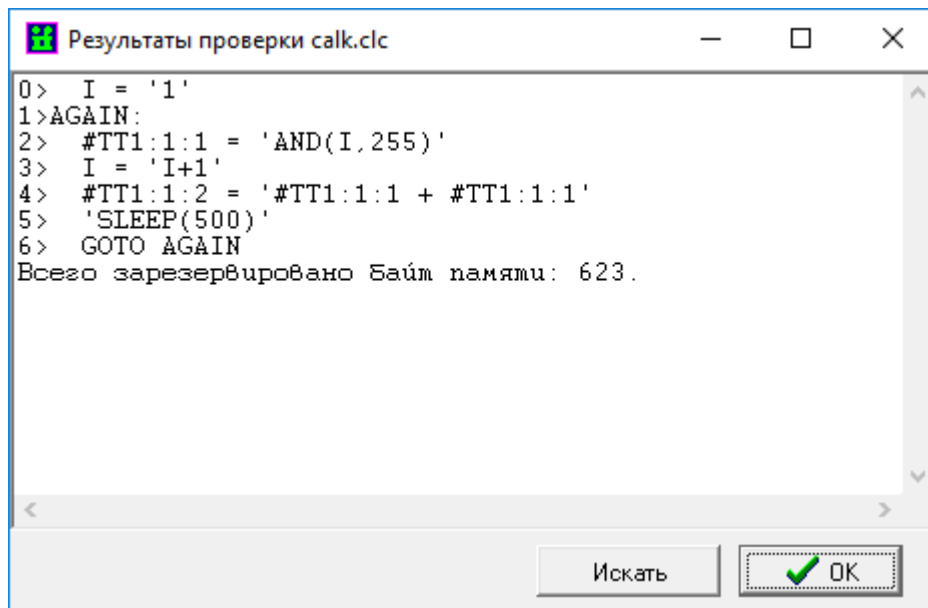 Результаты проверки calk.clc
0>  I = '1'
1>AGAIN:
2>  #TT1:1:1 = 'AND(I,255)'
3>  I = 'I+1'
4>  #TT1:1:2 = '#TT1:1:1 + #TT1:1:1'
5>  'SLEEP(500)'
6>  GOTO AGAIN
Всего зарезервировано байт памяти: 623.
Искать
OK